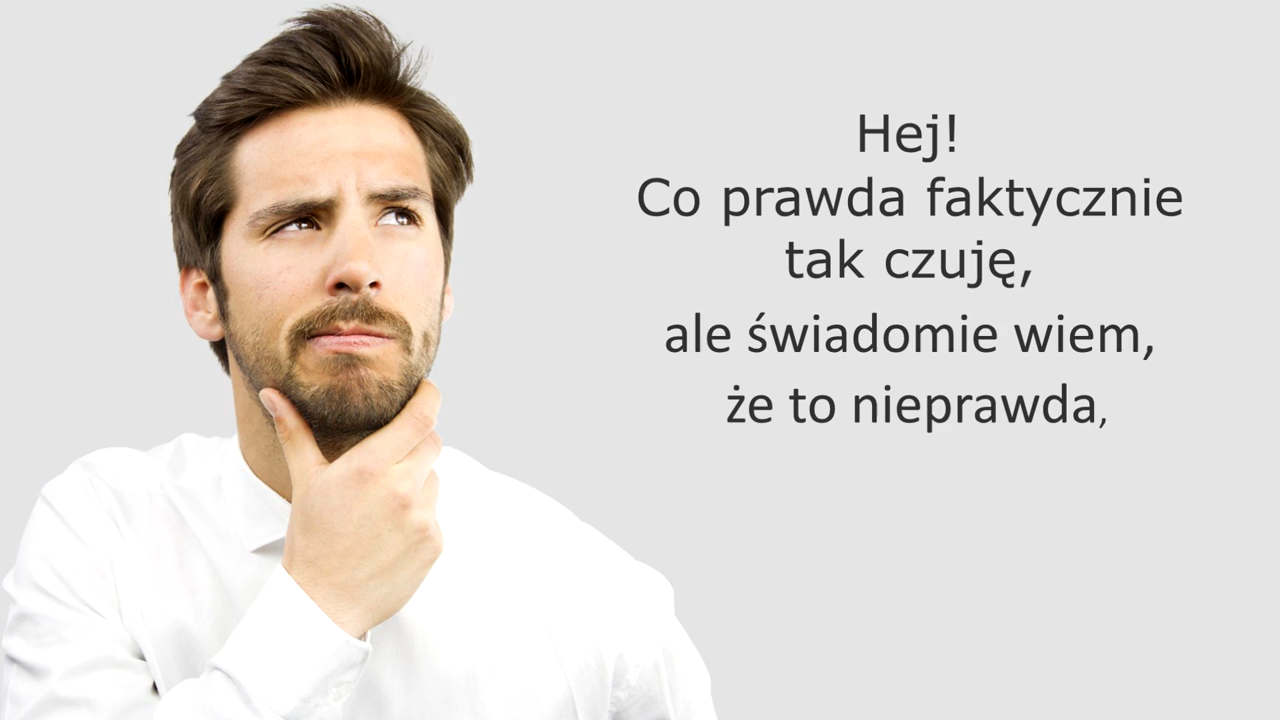 Hej!
Co prawda faktycznie
tak czuję,
ale świadomie wiem,
że to nieprawda,